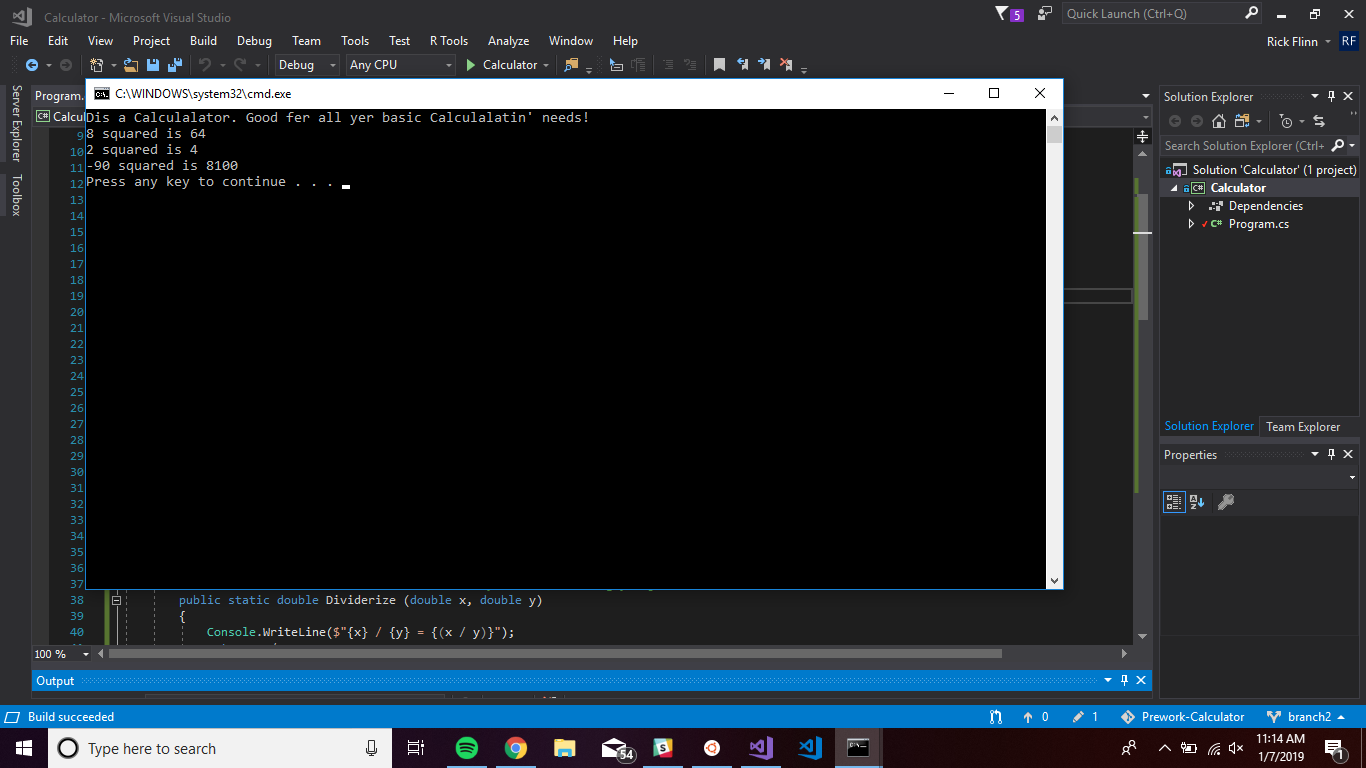 Calculator - Microsoft Visual Studio
5
Quick Launch (Ctrl+Q)
File Edit View Project Build Debug Team Tools Test R Tools Analyze Window Help
Rick Flinn RF
Debug Any CPU Calculator
Server Explorer
Toolbox
Program.
C# Calcu
C:\WINDOWS\system32\cmd.exe
Dis a Calculalator. Good fer all yer basic Calculalatin' needs!
8 squared is 64
2 squared is 4
-90 squared is 8100
Press any key to continue . . .
9
10
11
12
13
14
15
16
17
18
19
20
21
22
23
24
25
26
27
28
29
30
31
32
33
34
35
36
37
38 public static double Dividerize (double x, double y)
39 {
40 Console.WriteLine($"{x} / {y} = {(x / y)}");
100 %
Output
Solution Explorer
Search Solution Explorer (Ctrl+
Solution 'Calculator' (1 project)
C# Calculator
Dependencies
C# Program.cs
Solution Explorer Team Explorer
Properties
Build succeeded
0 1 Prework-Calculator branch2
Type here to search
54
11:14 AM
1/7/2019
1